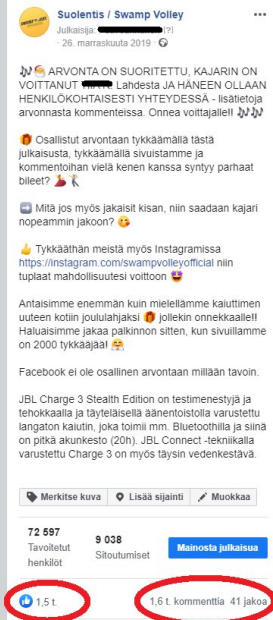 Suolentis / Swamp Volley
Julkaisija:
· 26. marraskuuta 2019 ·
🎶🎅 ARVONTA ON SUORITETTU, KAJARIN ON
VOITTANUT Lahdesta JA HÄNEEN OLLAAN
HENKILÖKOHTAISESTI YHTEYDESSÄ - lisätietoja
arvonnasta kommenteissa. Onnea voittajalle!! 🎶🎶
🎁 Osallistut arvontaan tykkäämällä tästä
julkaisusta, tykkäämällä sivuistamme ja
kommentoihan vielä kenen kanssa syntyy parhaat
bileet? 💃🕺
➡️ Mitä jos myös jakaisit kisan, niin saadaan kajari
nopeammin jakoon? 😋
👍 Tykkääthän meistä myös Instagramissa
https://instagram.com/swampvolleyofficial niin
tuplaat mahdollisuutesi voittoon 🤩
Antaisimme enemmän kuin mielellämme kaiuttimen
uuteen kotiin joululahjaksi 🎁 jollekin onnekkaalle!!
Haluaisimme jakaa palkinnon sitten, kun sivuillamme
on 2000 tykkääjää! 🤗
Facebook ei ole osallinen arvontaan millään tavoin.
JBL Charge 3 Stealth Edition on testimenestyjä ja
tehokkaalla ja täyteläisellä äänentoistolla varustettu
langaton kaiutin, joka toimii mm. Bluetoothilla ja siinä
on pitkä akunkesto (20h). JBL Connect -tekniikalla
varustettu Charge 3 on myös täysin vedenkestävä.
Merkitse kuva Lisää sijainti Muokkaa
72 597 9 038
Tavoitetut Sitoutumiset Mainosta julkaisua
henkilöt
1,5 t. 1,6 t. kommenttia 41 jakoa